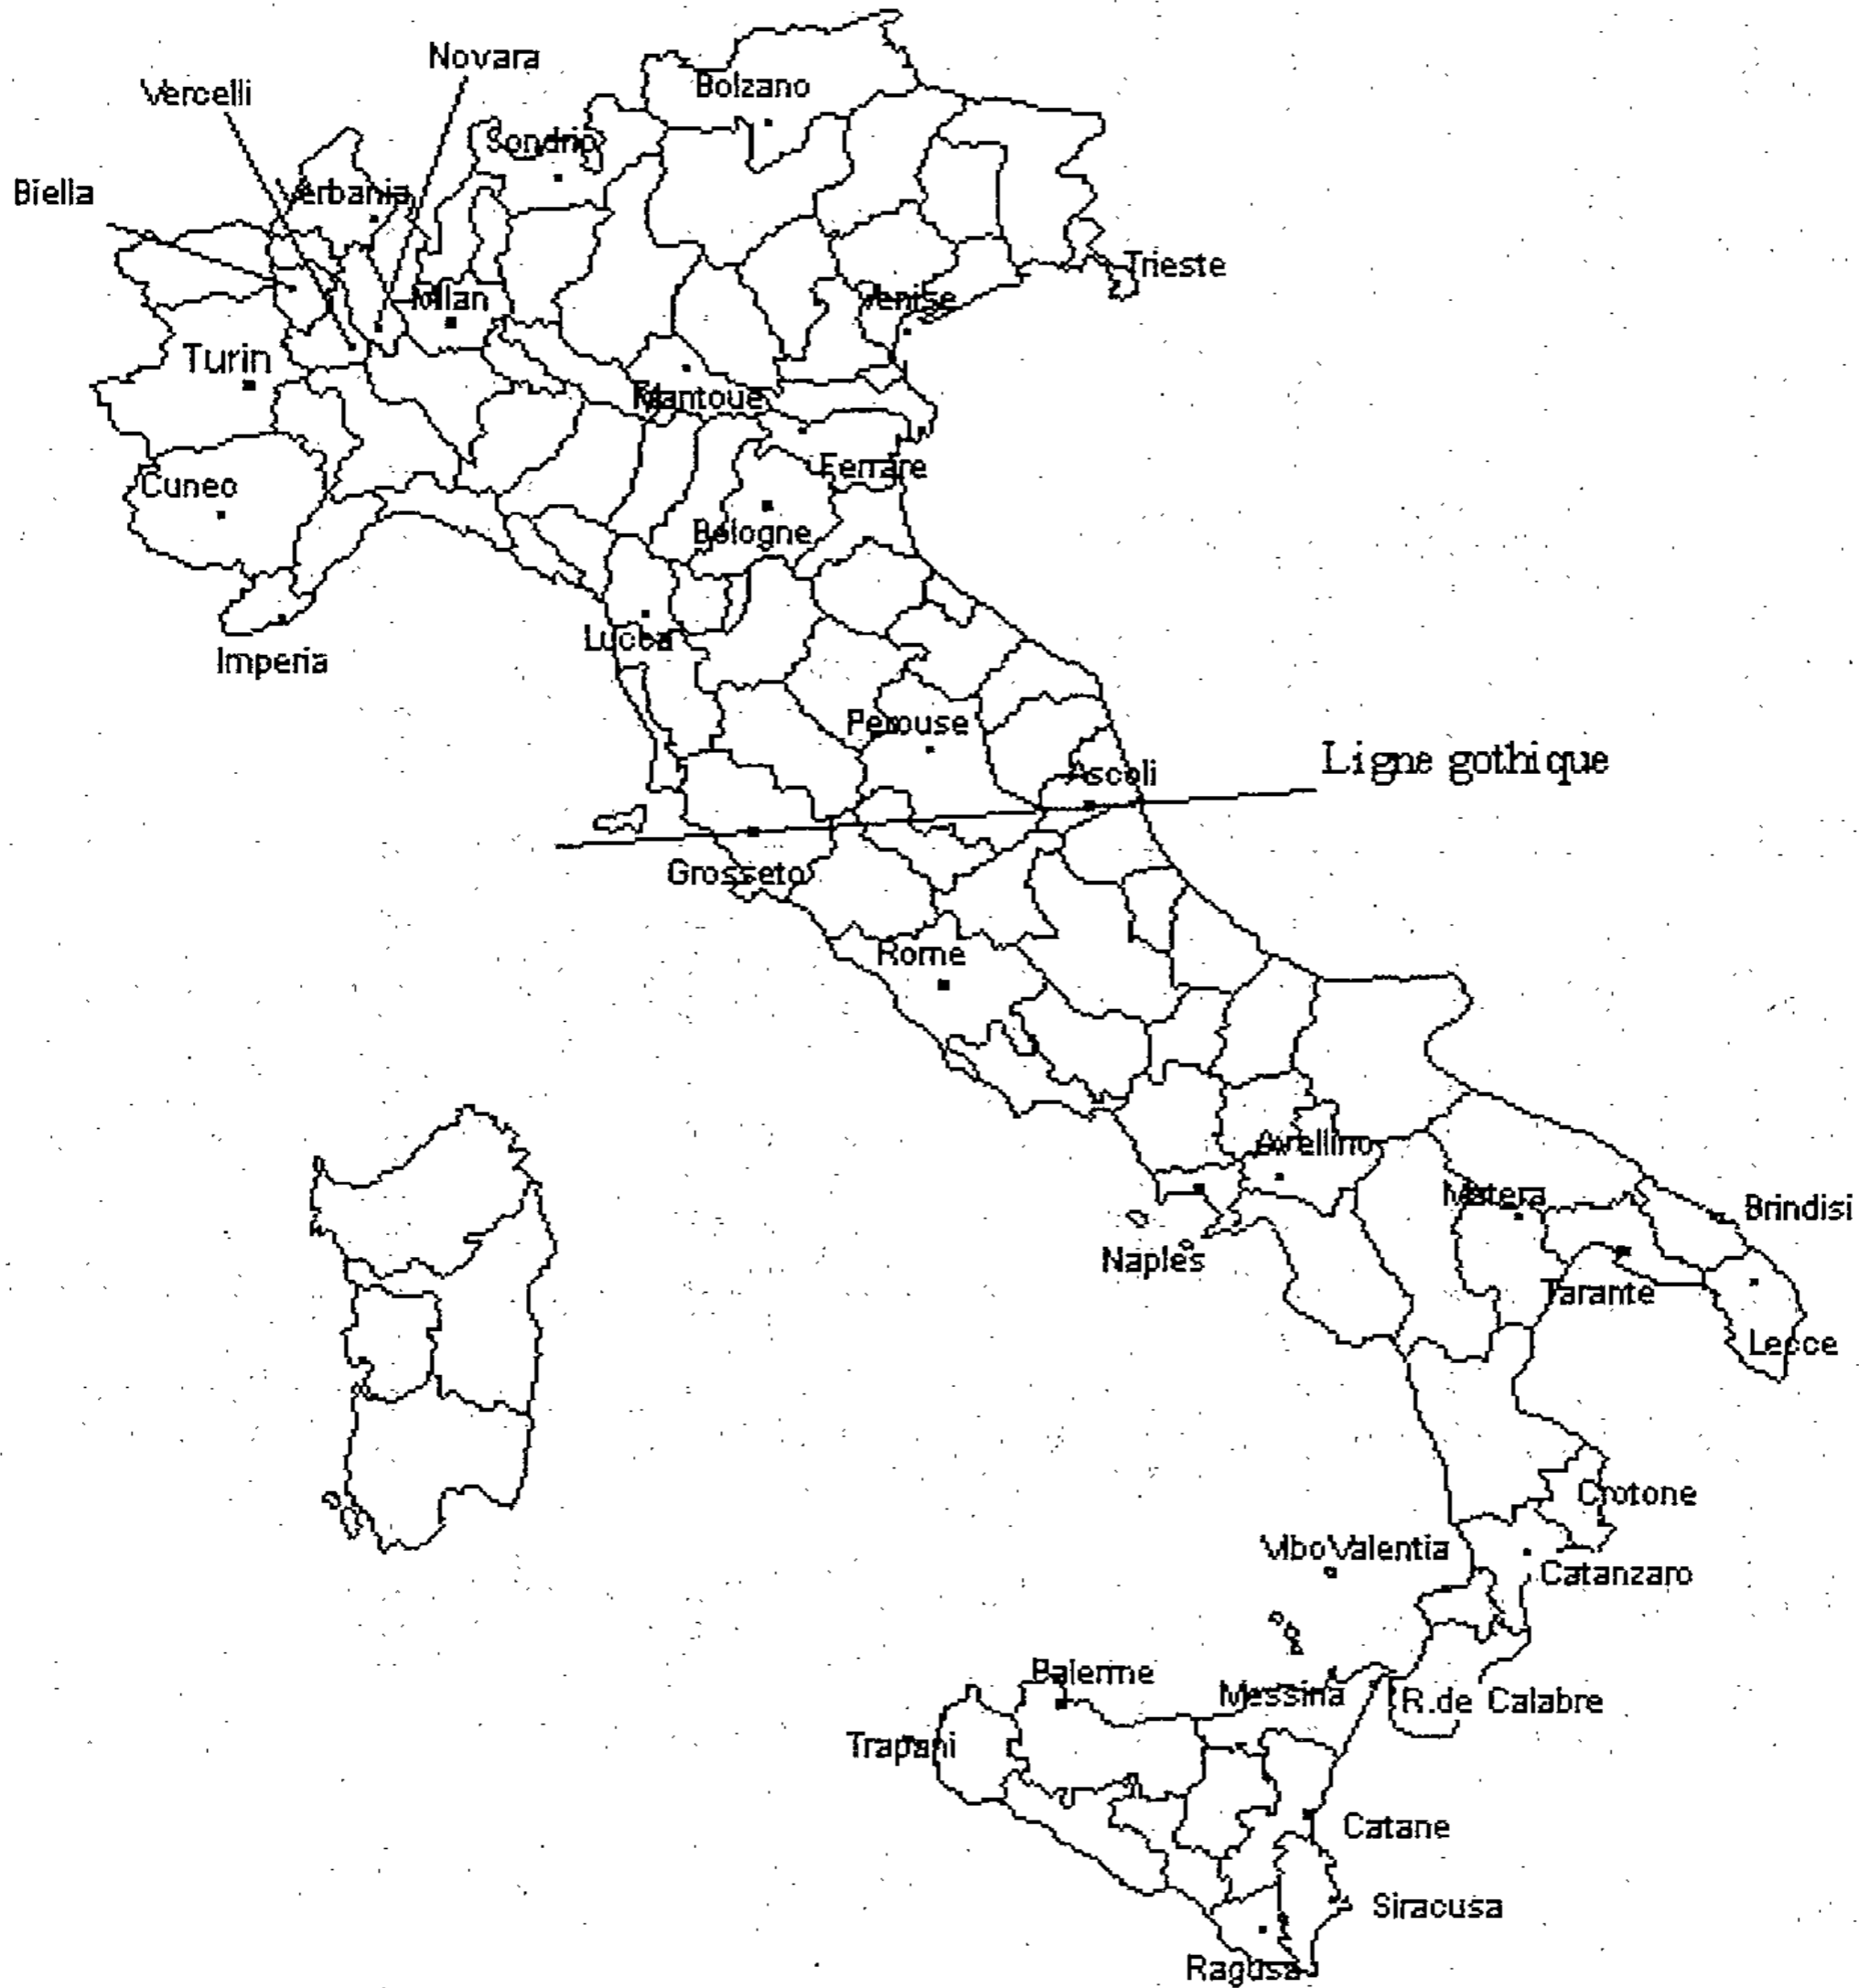 Novara
Vercelli
Bolzano
Sondrio
Biella
Verbania
Trieste
Milan
Venise
Turin
Mantoue
Ferrare
Cuneo
Bologne
Lucca
Imperia
Perouse
Ligne gothique
Ascoli
Grosseto
Rome
Avellino
Matera
Brindisi
Naples
Tarante
Lecce
Crotone
Vibo Valentia
Catanzaro
Palerme
Messina
R.de Calabre
Trapani
Catane
Siracusa
Ragusa